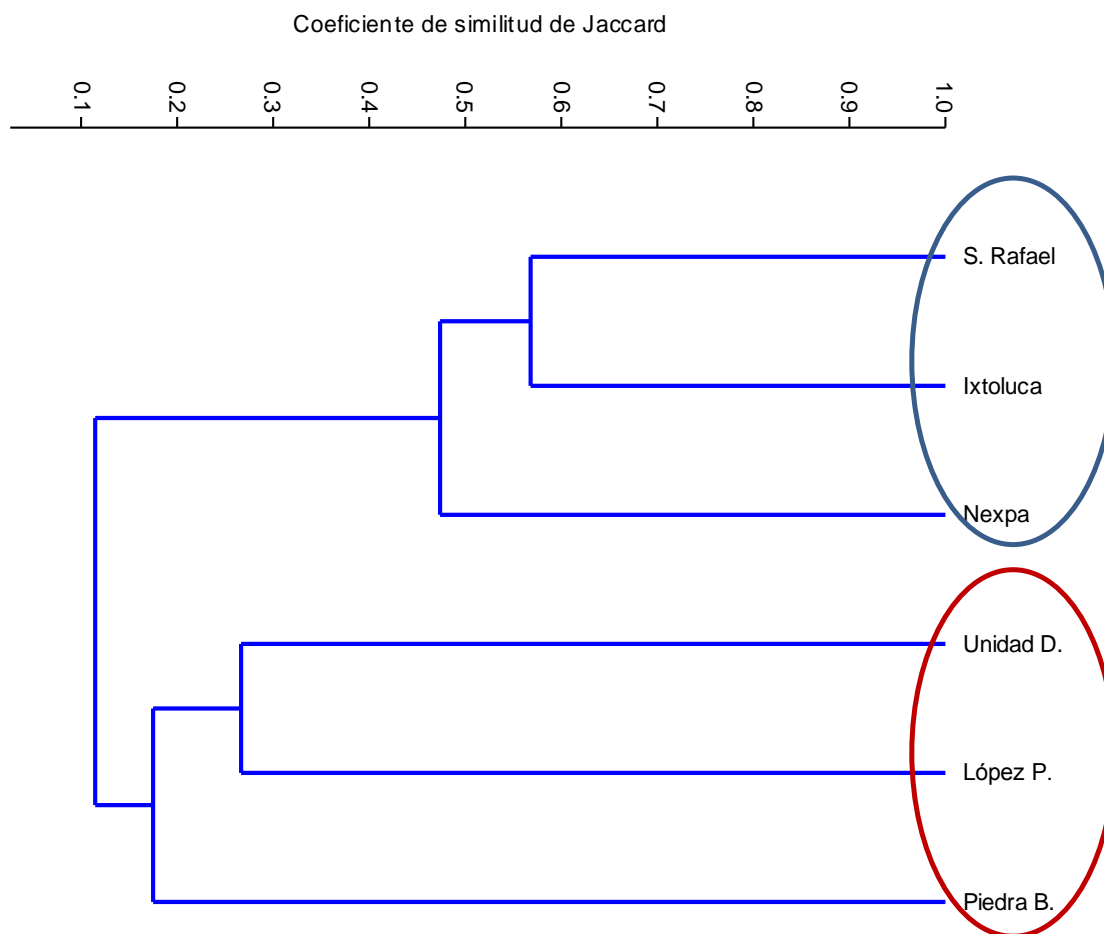 Coeficiente de similitud de Jaccard
0.1 0.2 0.3 0.4 0.5 0.6 0.7 0.8 0.9 1.0
S. Rafael
Ixtoluca
Nexpa
Unidad D.
López P.
Piedra B.